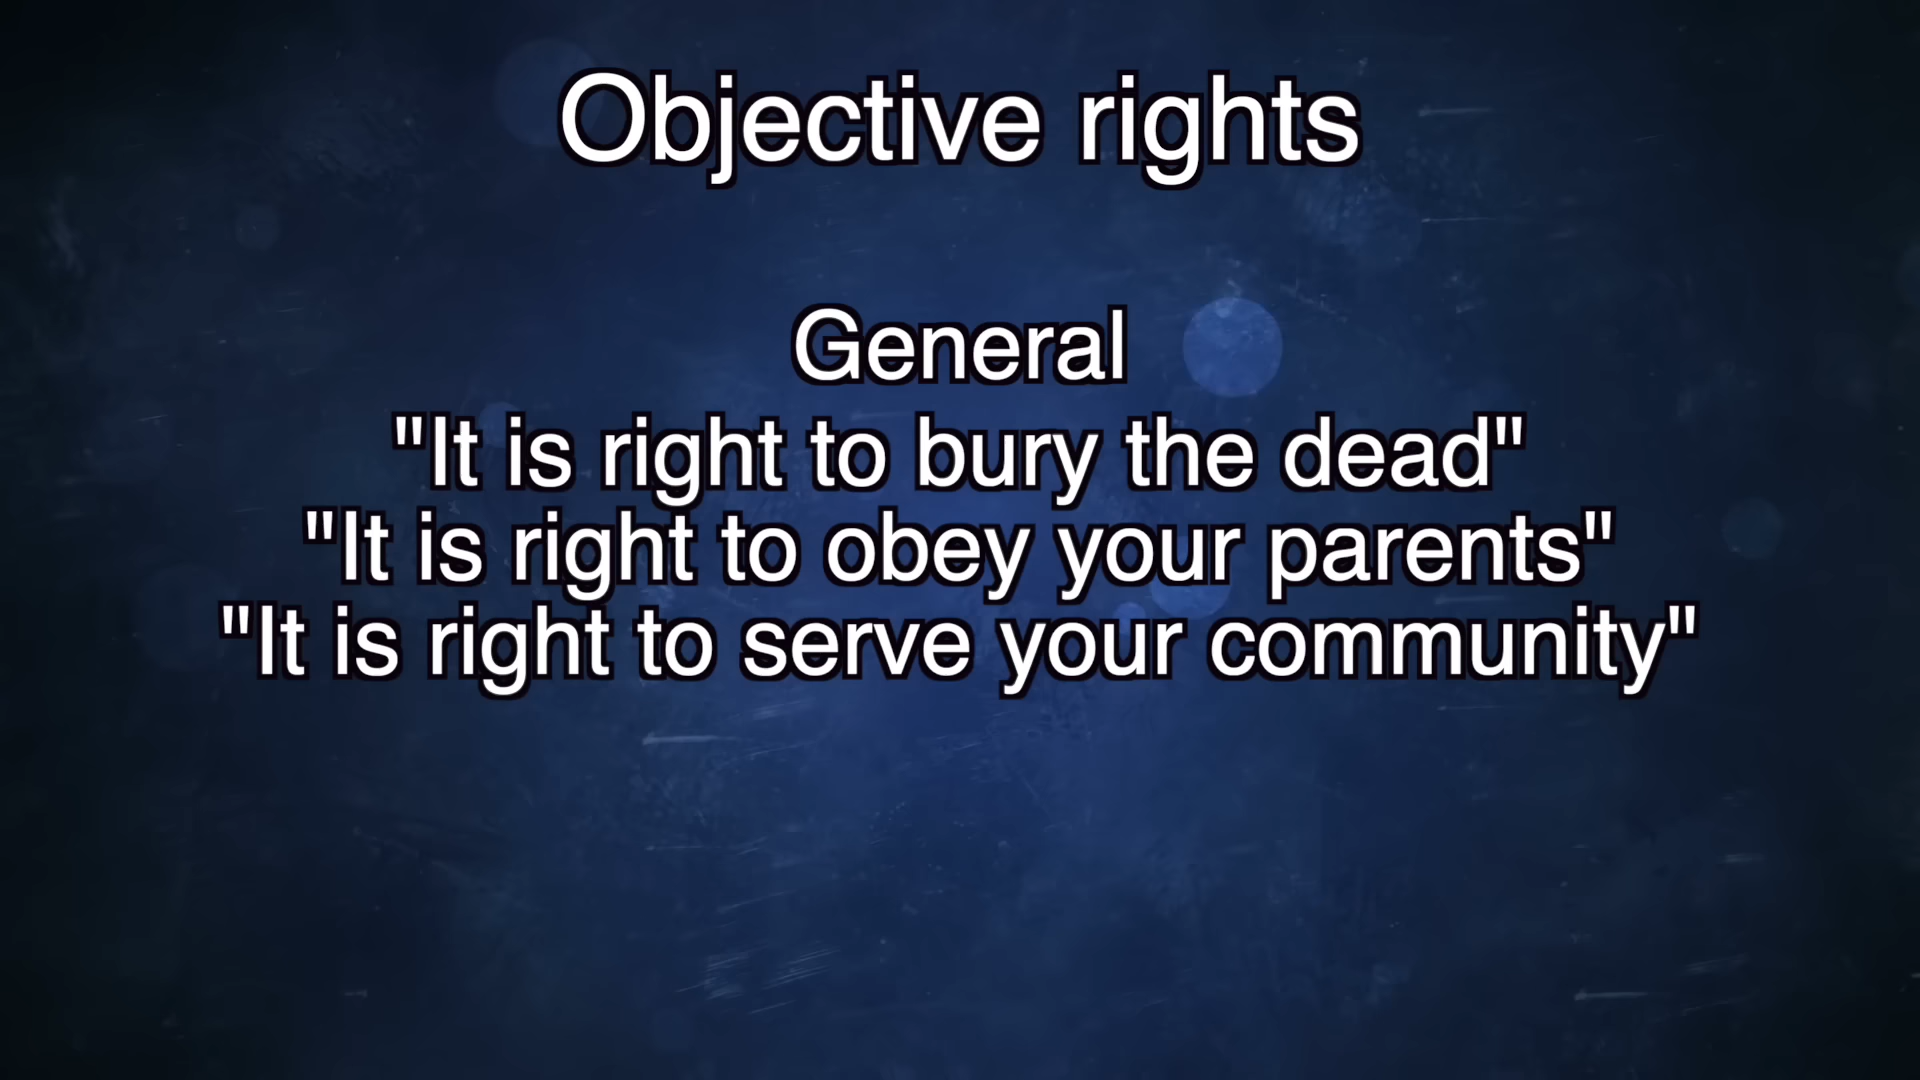 Objective rights
General
"It is right to bury the dead"
"It is right to obey your parents"
"It is right to serve your community"